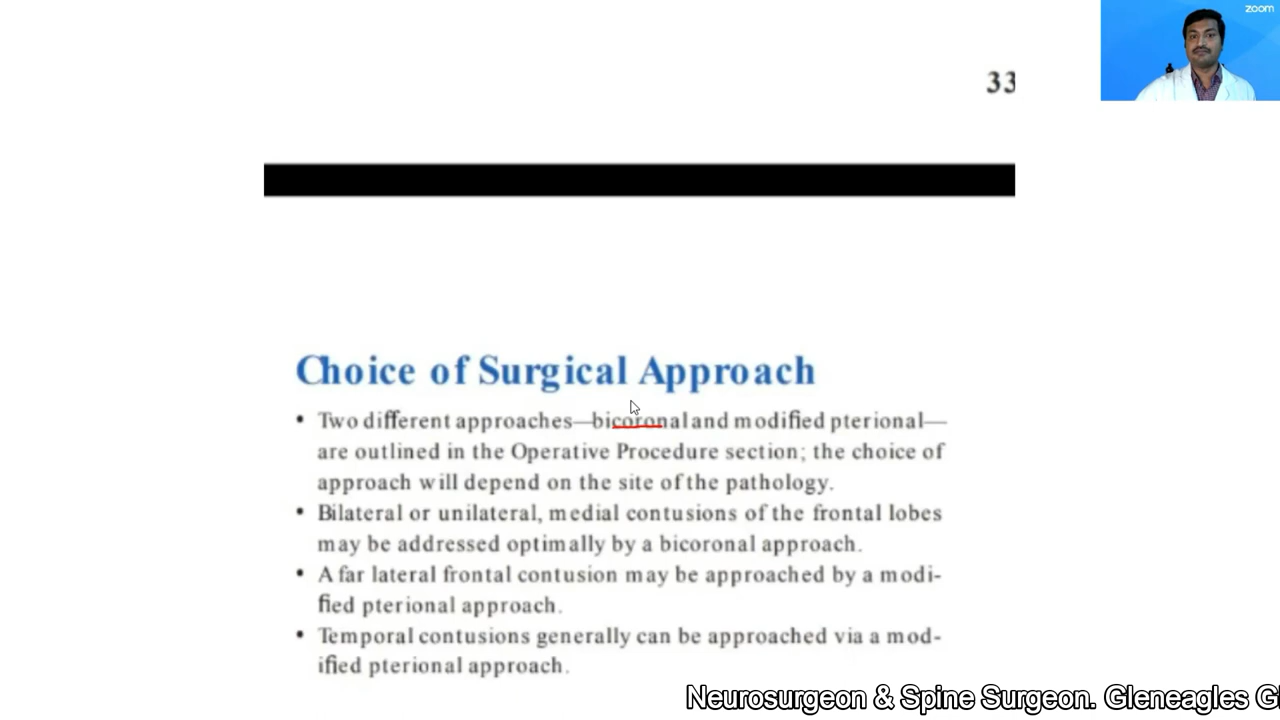 zoom
33
Choice of Surgical Approach
• Two different approaches—bicoronal and modified pterional—
are outlined in the Operative Procedure section; the choice of
approach will depend on the site of the pathology.
• Bilateral or unilateral, medial contusions of the frontal lobes
may be addressed optimally by a bicoronal approach.
• A far lateral frontal contusion may be approached by a modi-
fied pterional approach.
• Temporal contusions generally can be approached via a mod-
ified pterional approach.
Neurosurgeon & Spine Surgeon. Gleneagles